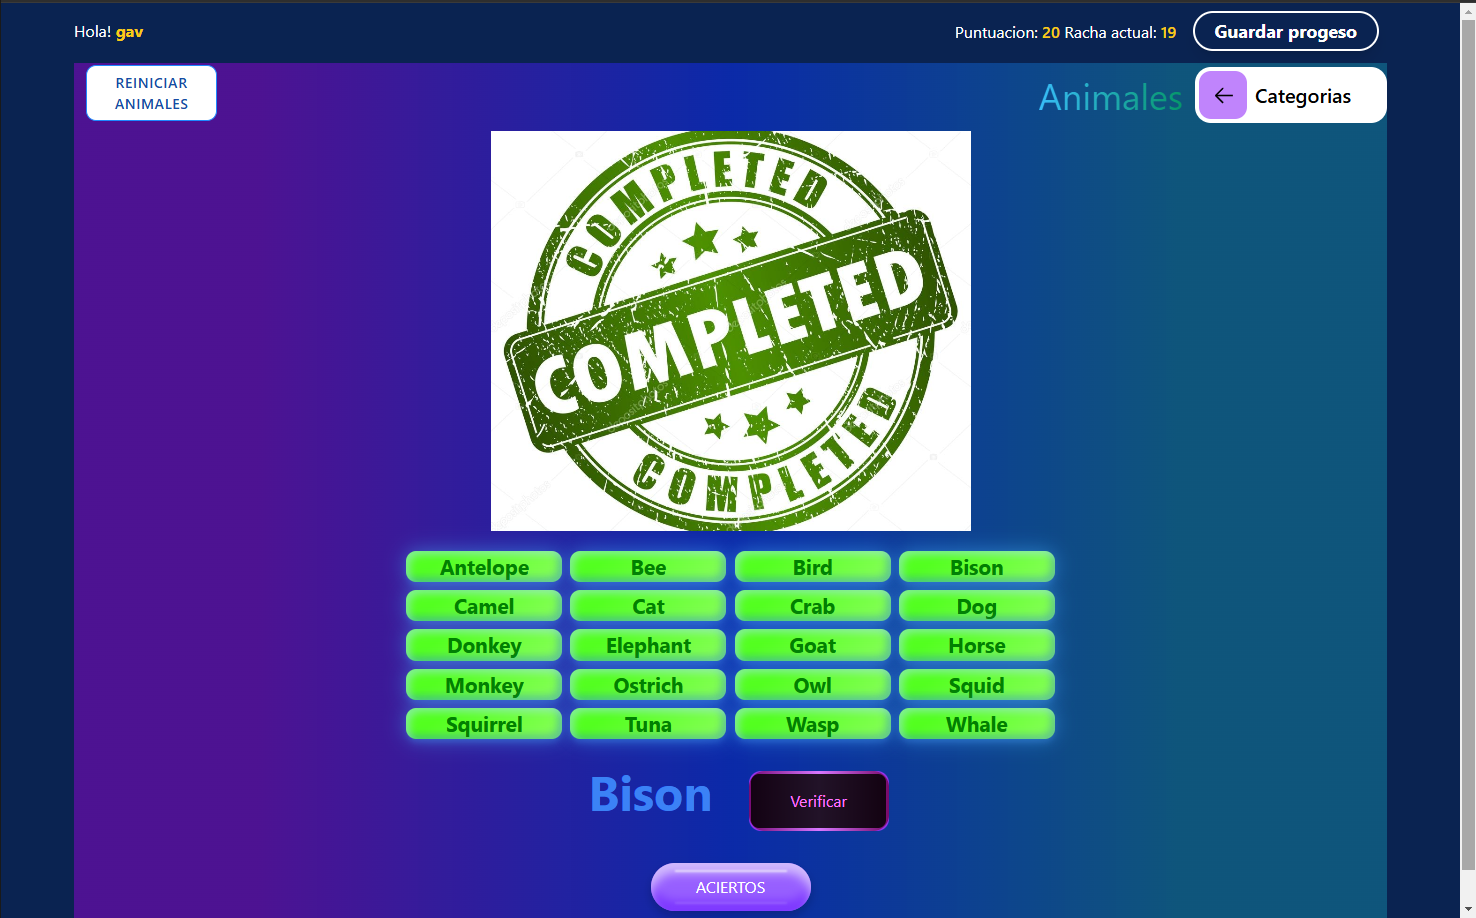 Hola! gav
Puntuacion: 20 Racha actual: 19
Guardar progeso
REINICIAR
ANIMALES
Animales
Categorias
COMPLETED
COMPLETED
COMPLETED
Antelope Bee Bird Bison
Camel Cat Crab Dog
Donkey Elephant Goat Horse
Monkey Ostrich Owl Squid
Squirrel Tuna Wasp Whale
Bison
Verificar
ACIERTOS